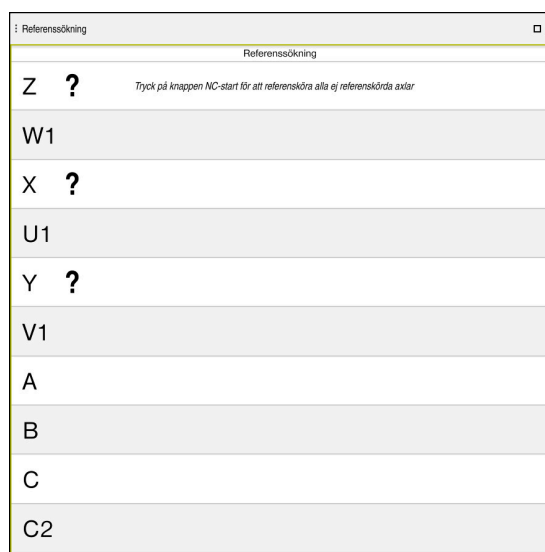 Referenssökning
Referenssökning
Z ? Tryck på knappen NC-start för att referensköra alla ej referenskörda axlar
W1
X ?
U1
Y ?
V1
A
B
C
C2